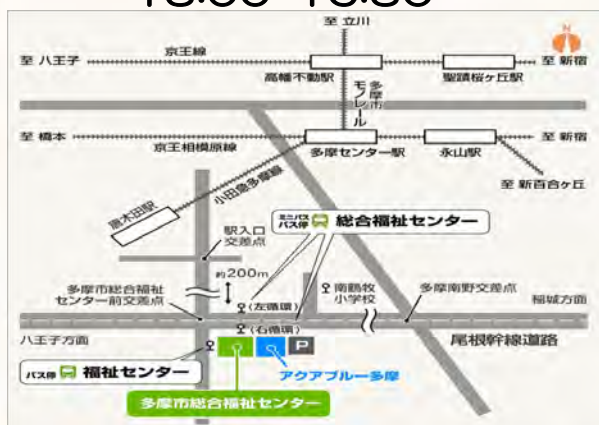 至 立川
N
京王線
至 八王子
至 新宿
高幡不動駅
聖蹟桜ヶ丘駅
多摩市
モノレール
至 橋本
至 新宿
京王相模原線
多摩センター駅
永山駅
小田急多摩線
至 新百合ヶ丘
唐木田駅
ミニバス
バス停
総合福祉センター
駅入口
交差点
約200m
多摩市総合福祉
センター前交差点
南鶴牧
小学校
多摩南野交差点
稲城方面
(左循環)
(右循環)
八王子方面
尾根幹線道路
バス停 福祉センター
P
アクアブルー多摩
多摩市総合福祉センター